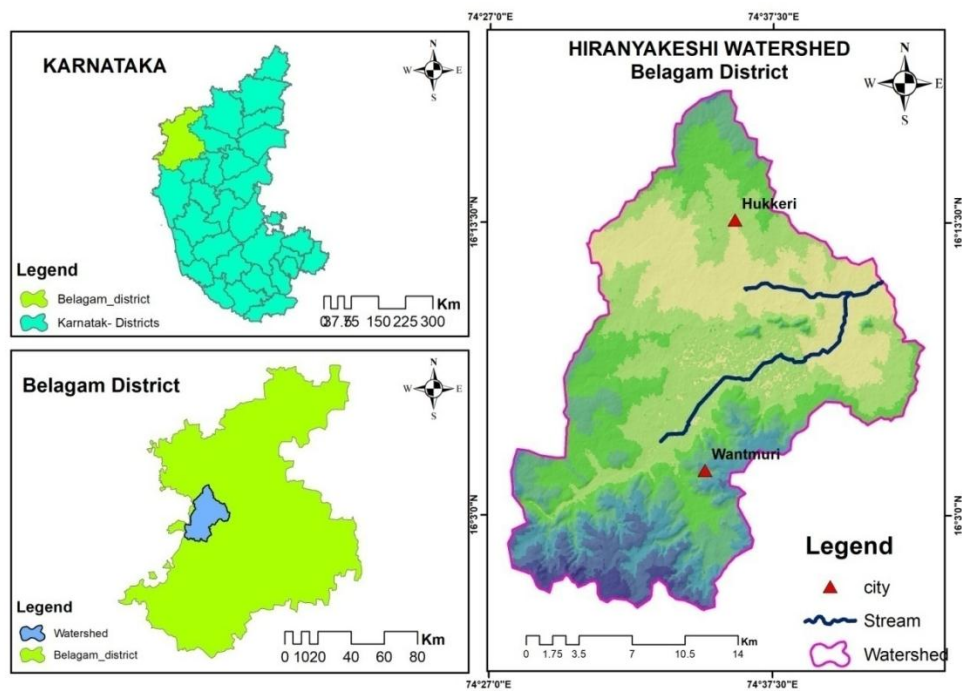 KARNATAKA
N
W
E
S
Legend
Belagam_district
Karnatak- Districts
Km
037.575 150 225 300
Belagam District
N
W
E
S
Legend
Watershed
Belagam_district
Km
0 1020 40 60 80
74°27'0"E
74°37'30"E
HIRANYAKESHI WATERSHED
Belagam District
N
W
E
S
Hukkeri
16°13'30"N
16°13'30"N
Wantmuri
16°3'0"N
16°3'0"N
Legend
city
Stream
Watershed
Km
0 1.75 3.5 7 10.5 14
74°27'0"E
74°37'30"E